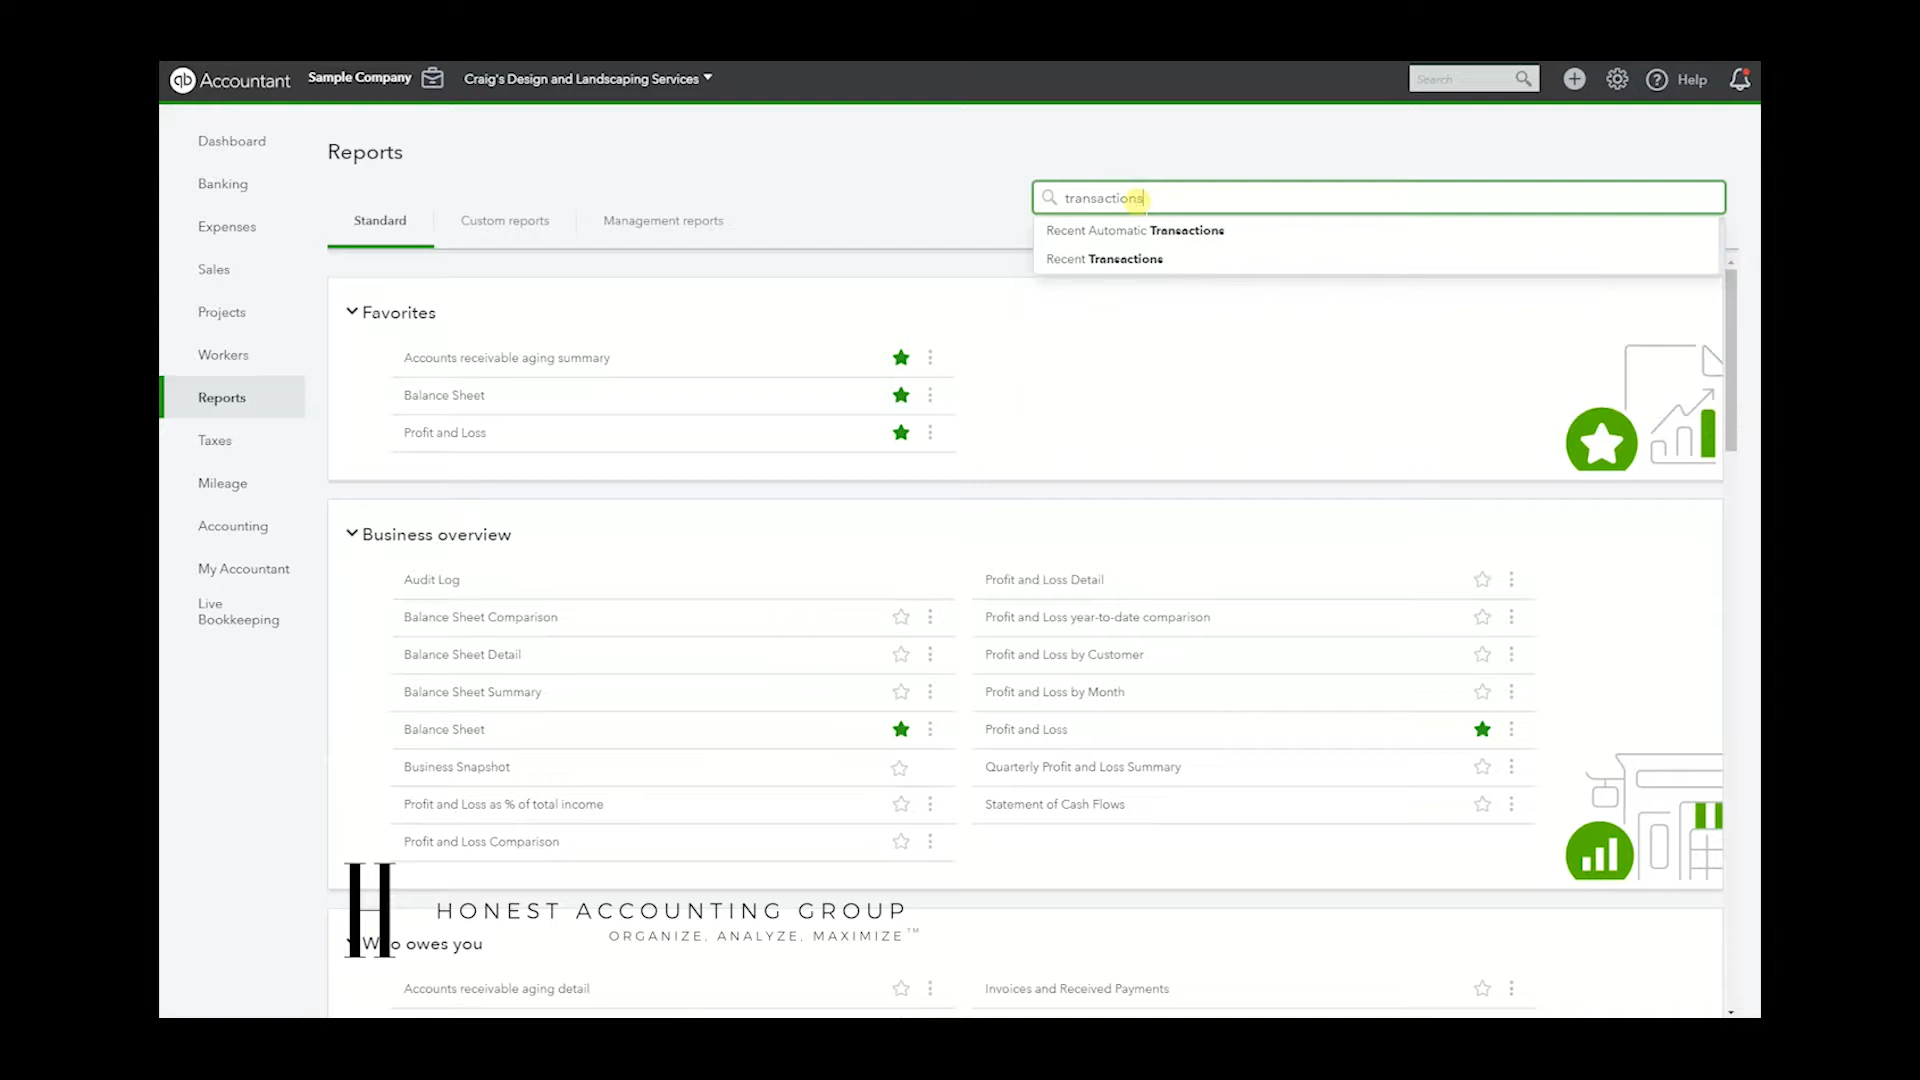 qb Accountant Sample Company Craig's Design and Landscaping Services Search Help
Dashboard
Banking
Expenses
Sales
Projects
Workers
Reports
Taxes
Mileage
Accounting
My Accountant
Live
Bookkeeping
Reports
Standard Custom reports Management reports
transactions
Recent Automatic Transactions
Recent Transactions
Favorites
Accounts receivable aging summary
Balance Sheet
Profit and Loss
Business overview
Audit Log
Balance Sheet Comparison
Balance Sheet Detail
Balance Sheet Summary
Balance Sheet
Business Snapshot
Profit and Loss as % of total income
Profit and Loss Comparison
Profit and Loss Detail
Profit and Loss year-to-date comparison
Profit and Loss by Customer
Profit and Loss by Month
Profit and Loss
Quarterly Profit and Loss Summary
Statement of Cash Flows
H
HONEST ACCOUNTING GROUP
ORGANIZE, ANALYZE, MAXIMIZE™
Who owes you
Accounts receivable aging detail
Invoices and Received Payments